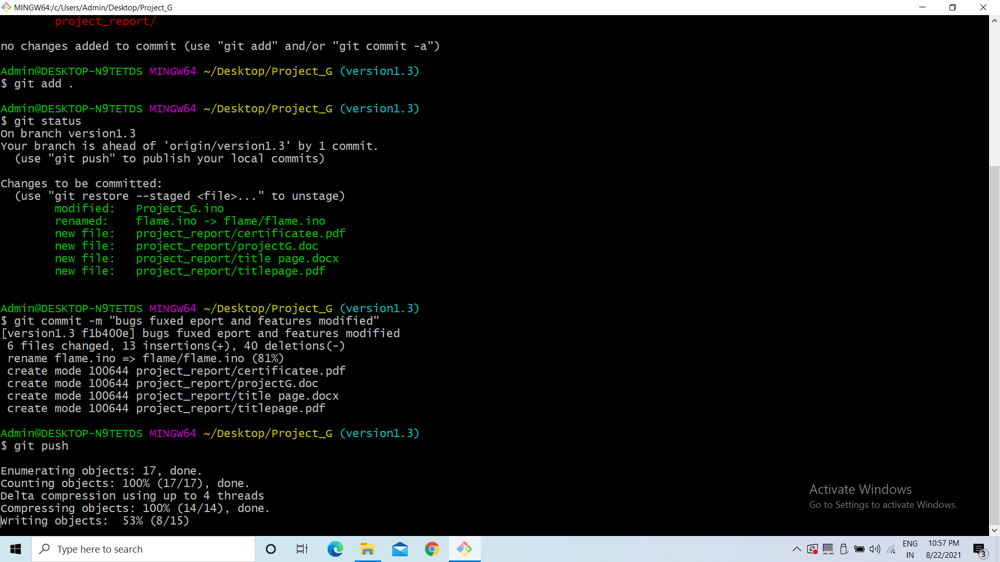 MINGW64:/c/Users/Admin/Desktop/Project_G
project_report/
no changes added to commit (use "git add" and/or "git commit -a")
Admin@DESKTOP-N9TETDS MINGW64 ~/Desktop/Project_G (version1.3)
$ git add .
Admin@DESKTOP-N9TETDS MINGW64 ~/Desktop/Project_G (version1.3)
$ git status
On branch version1.3
Your branch is ahead of 'origin/version1.3' by 1 commit.
(use "git push" to publish your local commits)
Changes to be committed:
(use "git restore --staged <file>..." to unstage)
modified: Project_G.ino
renamed: flame.ino -> flame/flame.ino
new file: project_report/certificatee.pdf
new file: project_report/projectG.doc
new file: project_report/title page.docx
new file: project_report/titlepage.pdf
Admin@DESKTOP-N9TETDS MINGW64 ~/Desktop/Project_G (version1.3)
$ git commit -m "bugs fuxed eport and features modified"
[version1.3 f1b400e] bugs fuxed eport and features modified
6 files changed, 13 insertions(+), 40 deletions(-)
rename flame.ino => flame/flame.ino (81%)
create mode 100644 project_report/certificatee.pdf
create mode 100644 project_report/projectG.doc
create mode 100644 project_report/title page.docx
create mode 100644 project_report/titlepage.pdf
Admin@DESKTOP-N9TETDS MINGW64 ~/Desktop/Project_G (version1.3)
$ git push
Enumerating objects: 17, done.
Counting objects: 100% (17/17), done.
Delta compression using up to 4 threads
Compressing objects: 100% (14/14), done.
Writing objects: 53% (8/15)
Activate Windows
Go to Settings to activate Windows.
Type here to search
ENG
IN
10:57 PM
8/22/2021
3